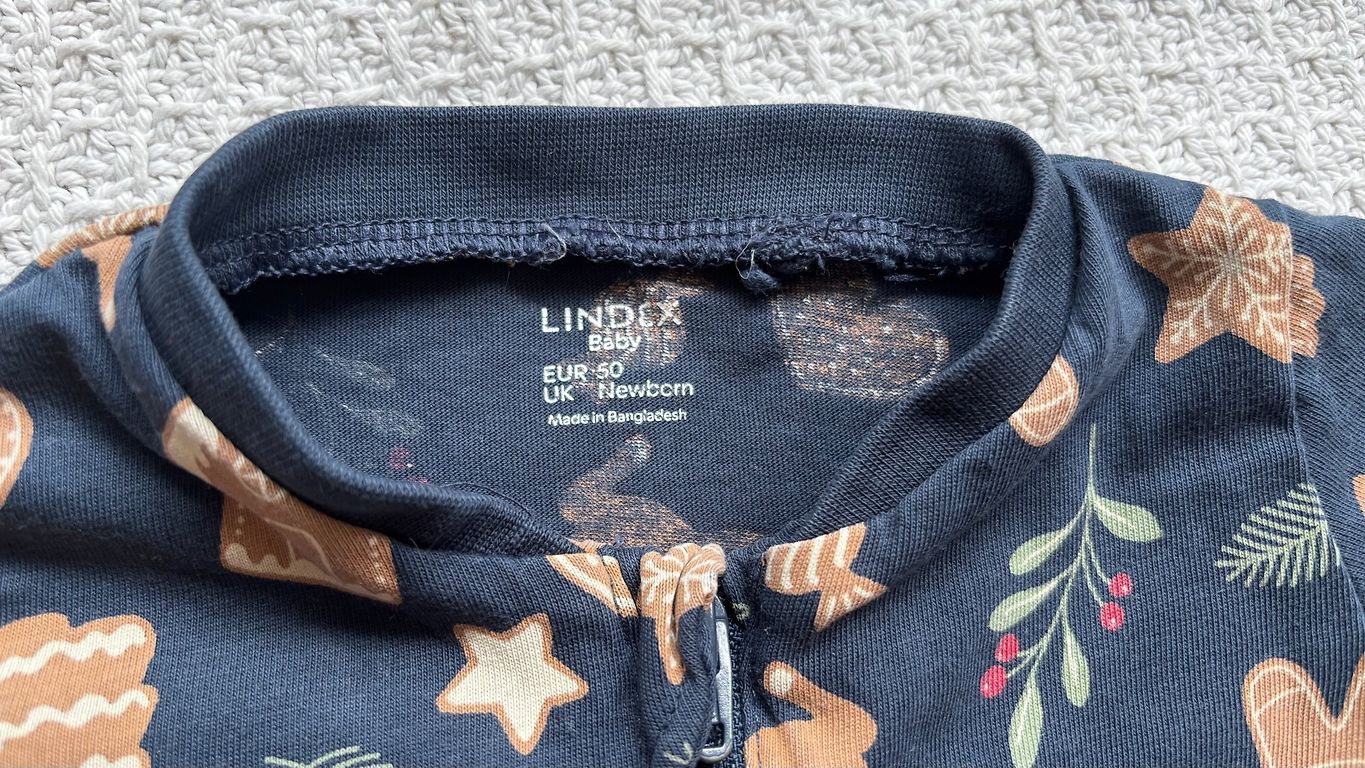 LINDEX
Baby
EUR 50
UK Newborn
Made in Bangladesh